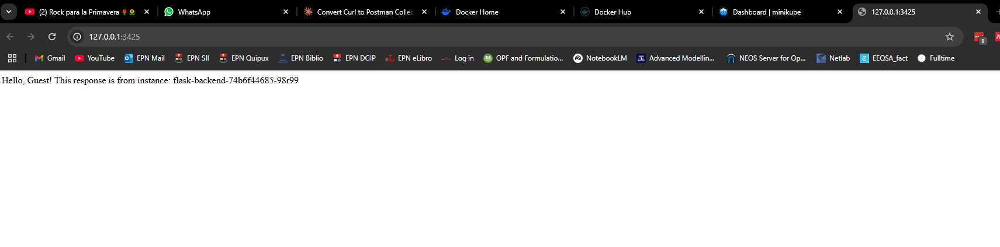 (2) Rock para la Primavera 🌹🌻
WhatsApp
Convert Curl to Postman Collec
Docker Home
Docker Hub
Dashboard | minikube
127.0.0.1:3425
127.0.0.1:3425
1
Gmail
YouTube
EPN Mail
EPN SII
EPN Quipux
EPN Biblio
EPN DGIP
EPN eLibro
Log in
OPF and Formulatio...
NotebookLM
Advanced Modellin...
NEOS Server for Op...
Netlab
EEQSA_fact
Fulltime
Hello, Guest! This response is from instance: flask-backend-74b6f44685-98r99